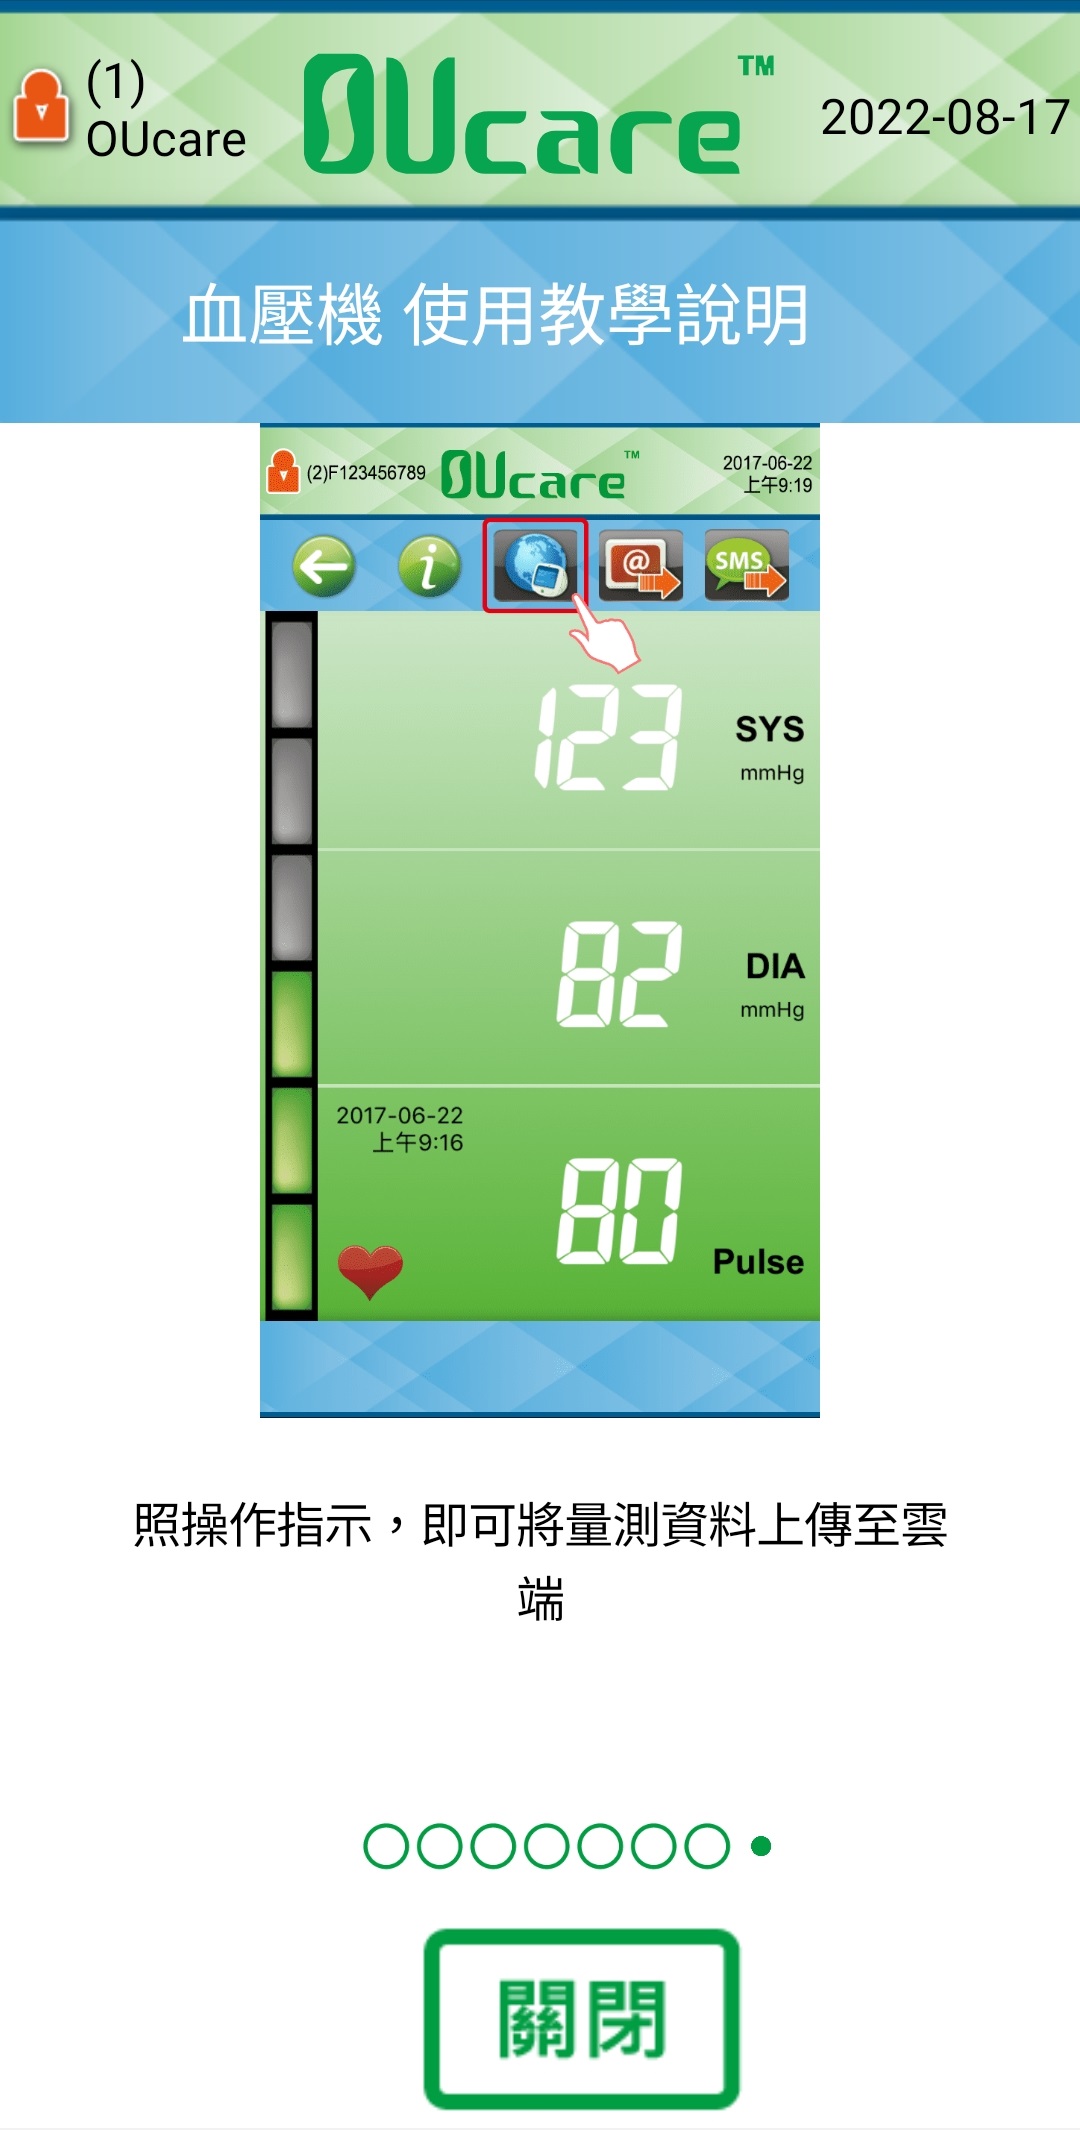 (1)
OUcare
OUcare™
2022-08-17
血壓機 使用教學說明
(2)F123456789
OUcare™
2017-06-22
上午9:19
i
@
SMS
123
SYS
mmHg
82
DIA
mmHg
2017-06-22
上午9:16
80
Pulse
照操作指示，即可將量測資料上傳至雲
端
關閉